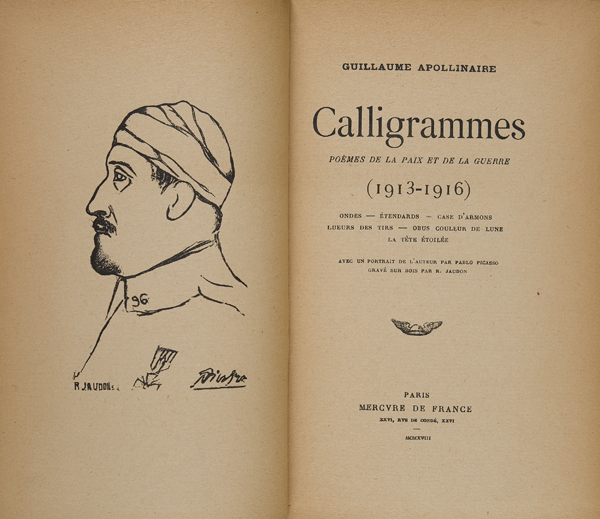 96
R. JAUDON.
Picasso
GUILLAUME APOLLINAIRE
Calligrammes
POÈMES DE LA PAIX ET DE LA GUERRE
(1913-1916)
ONDES — ÉTENDARDS — CASE D'ARMONS
LUEURS DES TIRS — OBUS COULEUR DE LUNE
LA TÊTE ÉTOILÉE
AVEC UN PORTRAIT DE L'AUTEUR PAR PABLO PICASSO
GRAVÉ SUR BOIS PAR R. JAUDON
PARIS
MERCVRE DE FRANCE
XXVI, RVE DE CONDÉ, XXVI
MCMXVIII